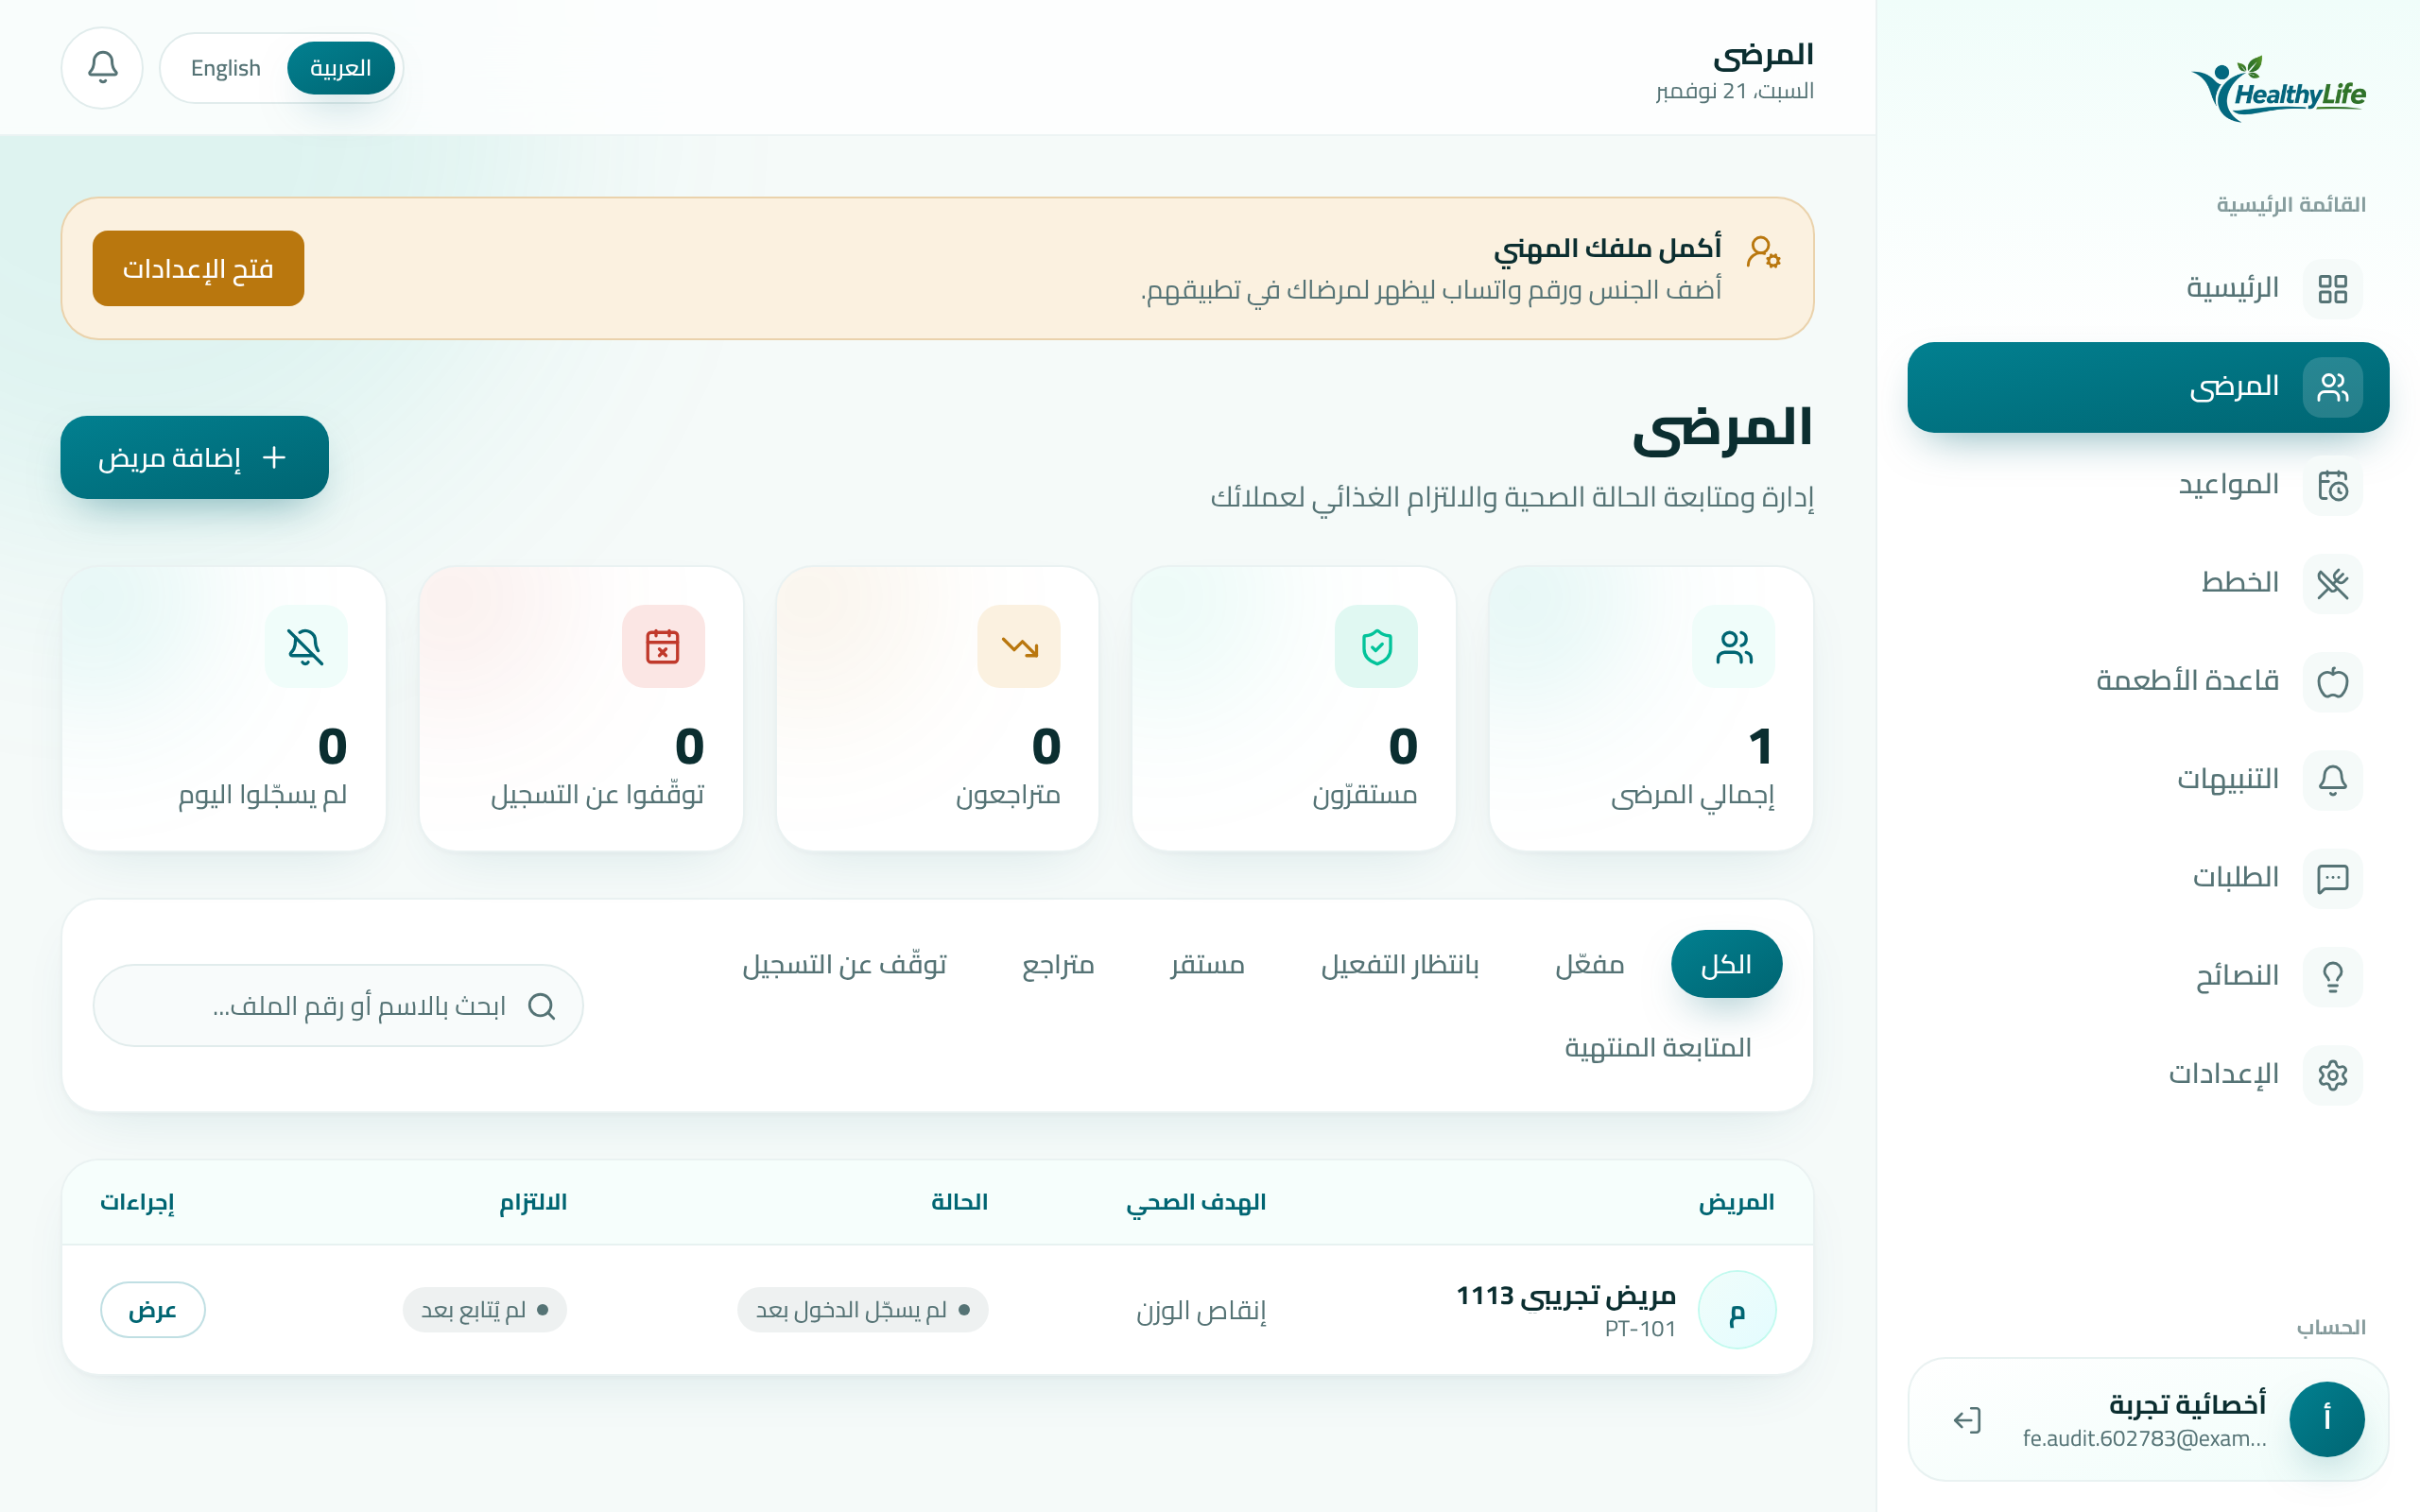 HealthyLife
القائمة الرئيسية
الرئيسية
المرضى
المواعيد
الخطط
قاعدة الأطعمة
التنبيهات
الطلبات
النصائح
الإعدادات
الحساب
أ
أخصائية تجربة
fe.audit.602783@exam...
المرضى
السبت، 21 نوفمبر
العربية
English
أكمل ملفك المهني
أضف الجنس ورقم واتساب ليظهر لمرضاك في تطبيقهم.
فتح الإعدادات
المرضى
إدارة ومتابعة الحالة الصحية والالتزام الغذائي لعملائك
إضافة مريض
1
إجمالي المرضى
0
مستقرّون
0
متراجعون
0
توقّفوا عن التسجيل
0
لم يسجّلوا اليوم
الكل
مفعّل
بانتظار التفعيل
مستقر
متراجع
توقّف عن التسجيل
المتابعة المنتهية
ابحث بالاسم أو رقم الملف...
المريض
الهدف الصحي
الحالة
الالتزام
إجراءات
م
مريض تجريبي 1113
PT-101
إنقاص الوزن
لم يسجّل الدخول بعد
لم يُتابع بعد
عرض